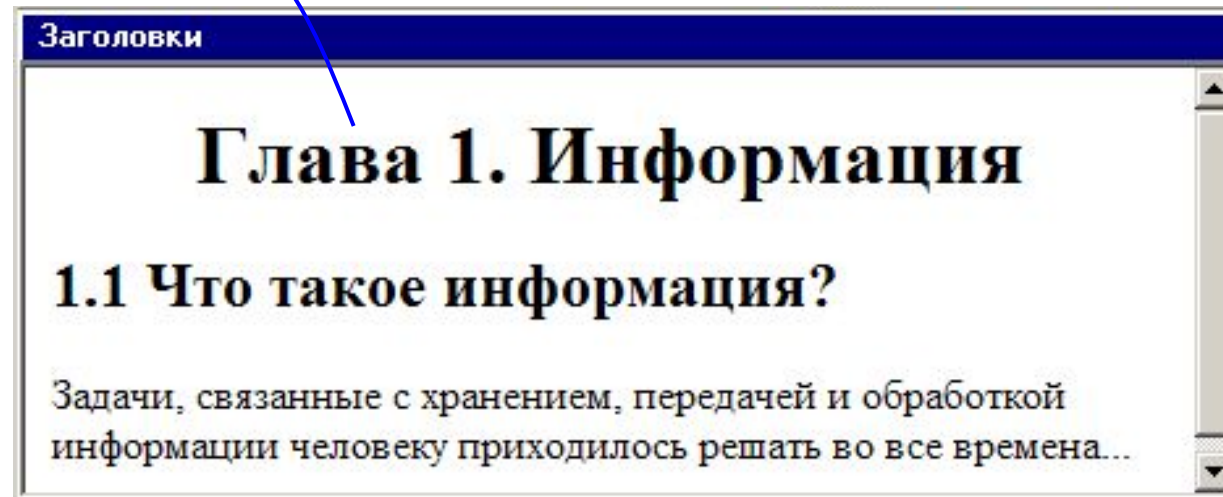 Заголовки
Глава 1. Информация
1.1 Что такое информация?
Задачи, связанные с хранением, передачей и обработкой
информации человеку приходилось решать во все времена...